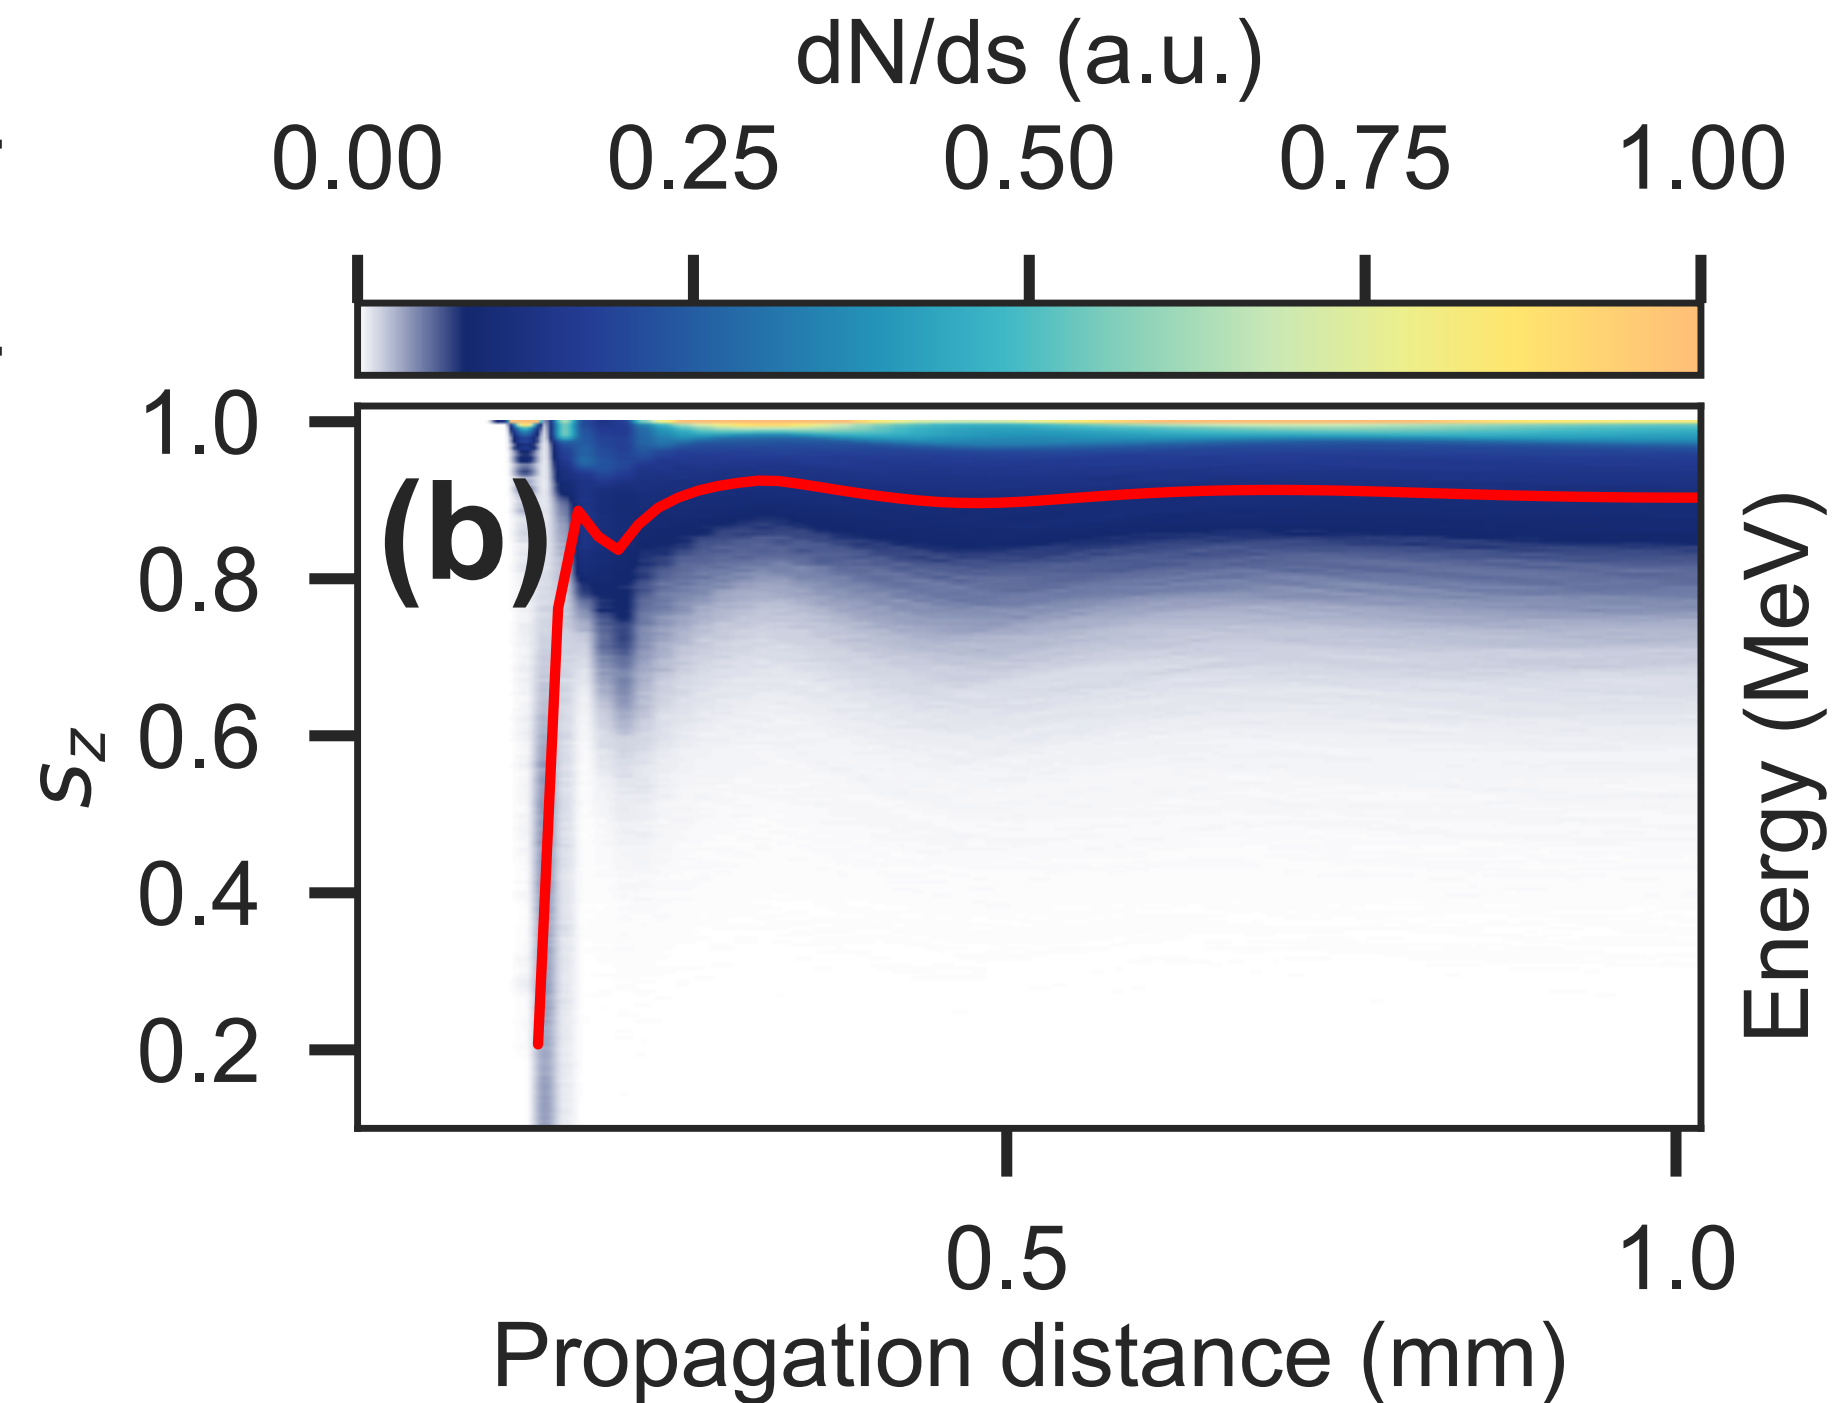 dN/ds (a.u.)
0.00 0.25 0.50 0.75 1.00
(b)
1.0
0.8
0.6
0.4
0.2
s_z
Energy (MeV)
0.5 1.0
Propagation distance (mm)